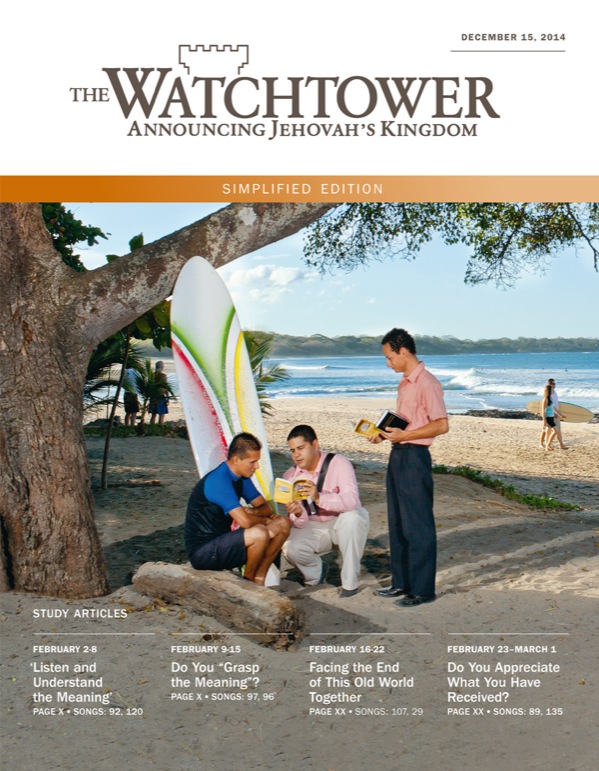 DECEMBER 15, 2014
THE WATCHTOWER
ANNOUNCING JEHOVAH'S KINGDOM
SIMPLIFIED EDITION
STUDY ARTICLES
FEBRUARY 2-8
'Listen and
Understand
the Meaning'
PAGE X • SONGS: 92, 120
FEBRUARY 9-15
Do You “Grasp
the Meaning”?
PAGE X • SONGS: 97, 96
FEBRUARY 16-22
Facing the End
of This Old World
Together
PAGE XX • SONGS: 107, 29
FEBRUARY 23–MARCH 1
Do You Appreciate
What You Have
Received?
PAGE XX • SONGS: 89, 135